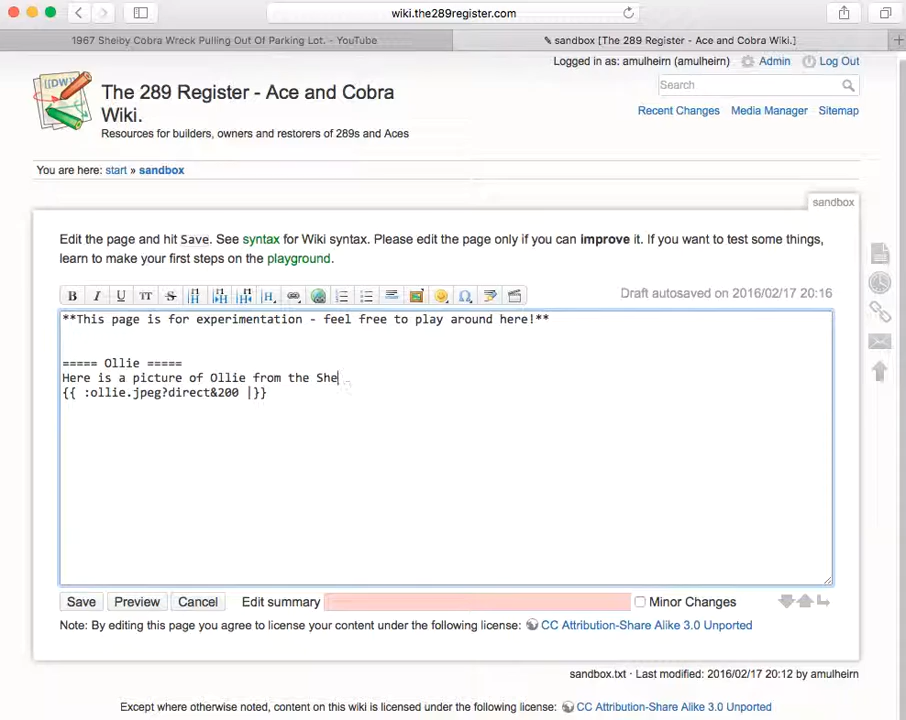 wiki.the289register.com
1967 Shelby Cobra Wreck Pulling Out Of Parking Lot. - YouTube
✎ sandbox [The 289 Register - Ace and Cobra Wiki.]
Logged in as: amulheirn (amulheirn) Admin Log Out
[DW]
The 289 Register - Ace and Cobra
Wiki.
Resources for builders, owners and restorers of 289s and Aces
Search
Recent Changes Media Manager Sitemap
You are here: start » sandbox
sandbox
Edit the page and hit Save. See syntax for Wiki syntax. Please edit the page only if you can improve it. If you want to test some things,
learn to make your first steps on the playground.
B I U TT S H H H H
Draft autosaved on 2016/02/17 20:16
**This page is for experimentation - feel free to play around here!**
===== Ollie =====
Here is a picture of Ollie from the She
{{ :ollie.jpeg?direct&200 |}}
Save Preview Cancel Edit summary Minor Changes
Note: By editing this page you agree to license your content under the following license: CC Attribution-Share Alike 3.0 Unported
sandbox.txt · Last modified: 2016/02/17 20:12 by amulheirn
Except where otherwise noted, content on this wiki is licensed under the following license: CC Attribution-Share Alike 3.0 Unported